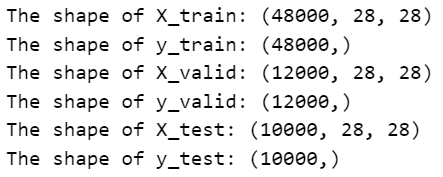 The shape of X_train: (48000, 28, 28)
The shape of y_train: (48000,)
The shape of X_valid: (12000, 28, 28)
The shape of y_valid: (12000,)
The shape of X_test: (10000, 28, 28)
The shape of y_test: (10000,)